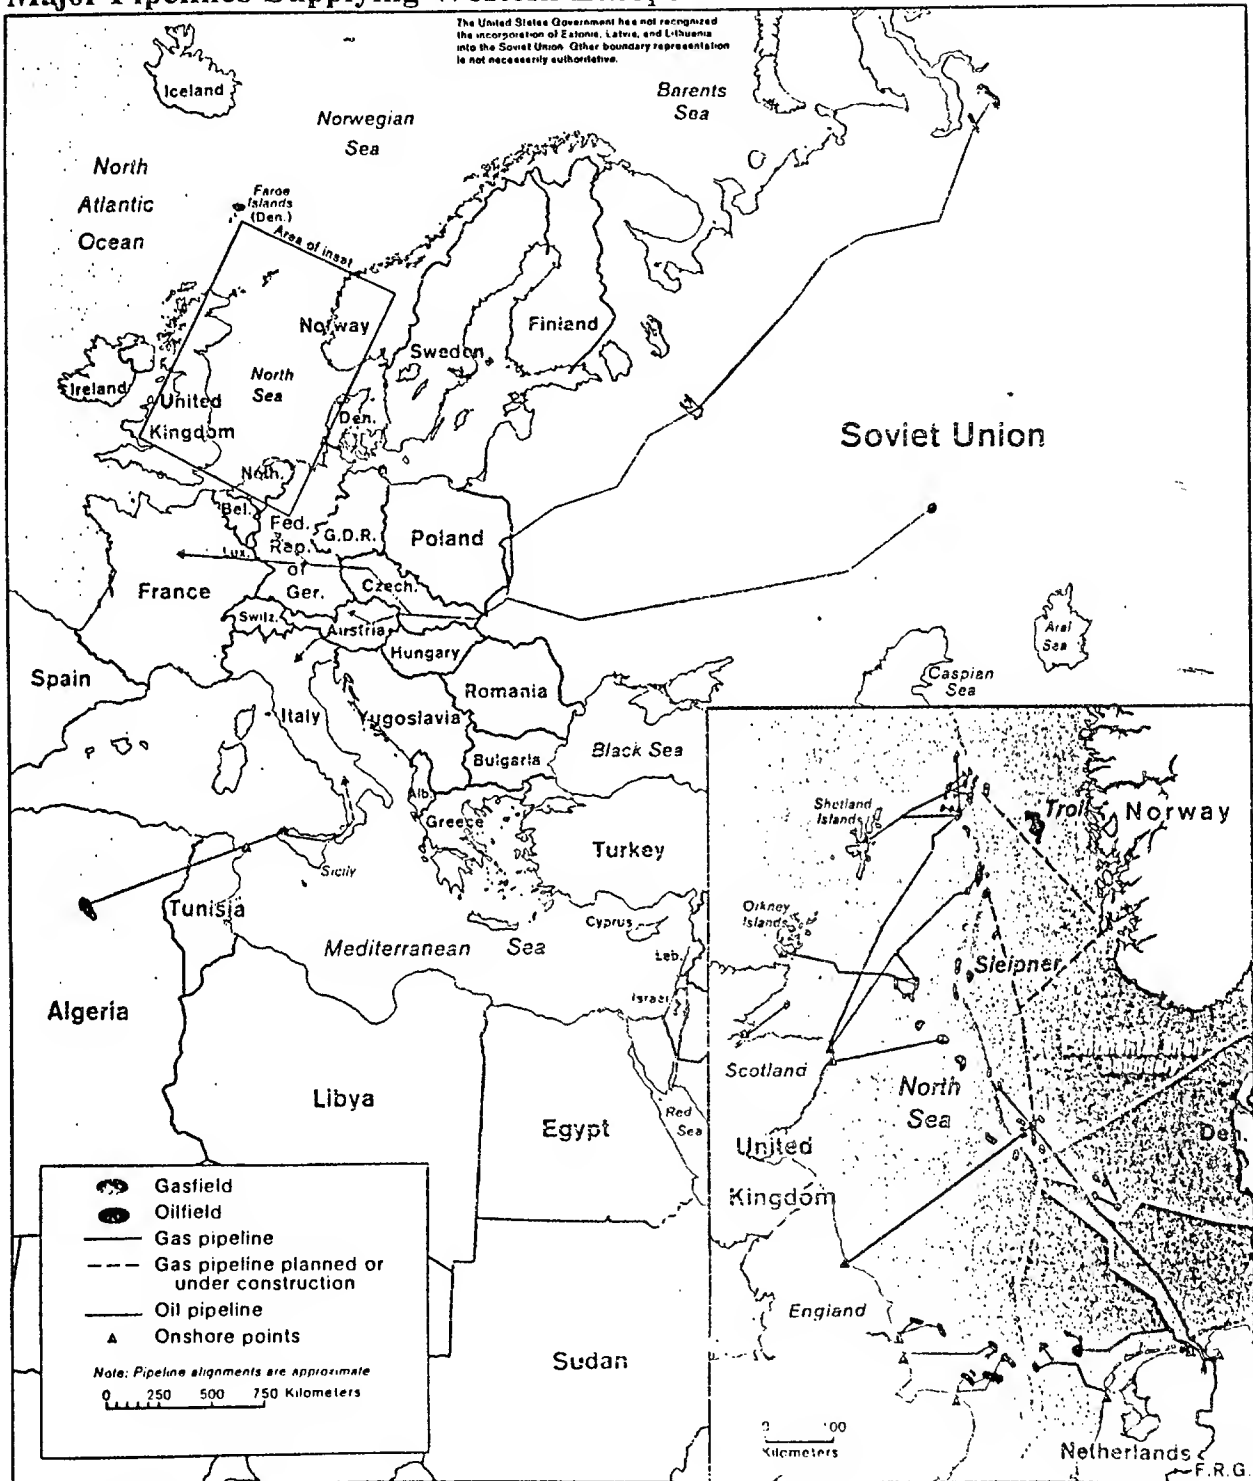 Major Pipelines Supplying Western
The United States Government has not recognized
the incorporation of Estonia, Latvia, and Lithuania
into the Soviet Union. Other boundary representation
is not necessarily authoritative.
Iceland
Norwegian
Sea
Barents
Sea
North
Atlantic
Ocean
Faroe
Islands
(Den.)
Area of inset
Norway
Sweden
Finland
Ireland
North
Sea
United
Kingdom
Den.
Neth.
Soviet Union
Bel.
Fed.
Rep.
of
Ger.
G.D.R.
Poland
Lux.
France
Czech.
Switz.
Austria
Hungary
Aral
Sea
Spain
Romania
Caspian
Sea
Italy
Yugoslavia
Black Sea
Bulgaria
Alb.
Greece
Turkey
Sicily
Tunisia
Cyprus
Mediterranean Sea
Leb.
Israel
Algeria
Libya
Egypt
Red
Sea
Sudan
Gasfield
Oilfield
Gas pipeline
Gas pipeline planned or
under construction
Oil pipeline
Onshore points
Note: Pipeline alignments are approximate
0 250 500 750 Kilometers
Shetland
Islands
Troll
Norway
Orkney
Islands
Sleipner
Scotland
North
Sea
United
Kingdom
Den.
England
0 100
Kilometers
Netherlands
F.R.G.